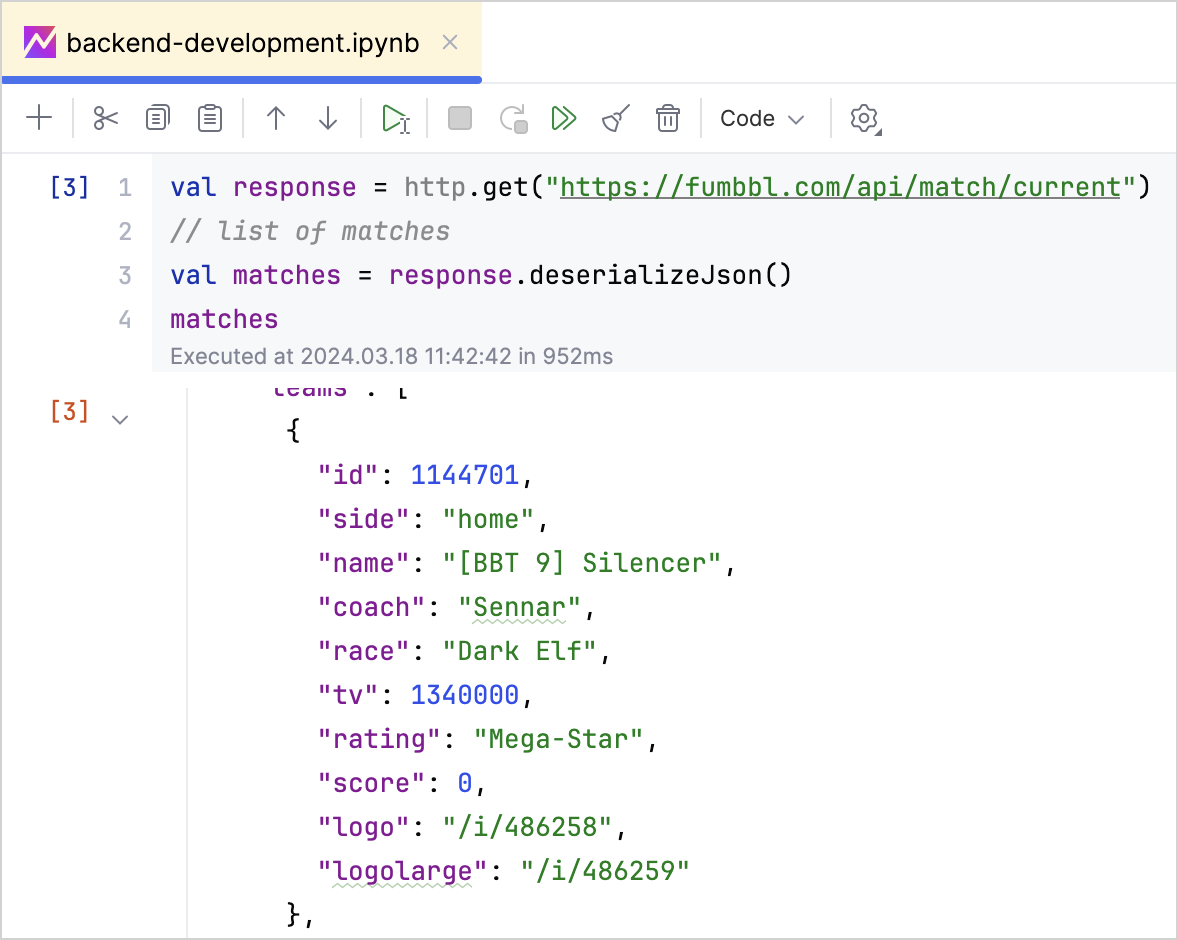 backend-development.ipynb
Code
[3] 1 val response = http.get("https://fumbbl.com/api/match/current")
2 // list of matches
3 val matches = response.deserializeJson()
4 matches
Executed at 2024.03.18 11:42:42 in 952ms
[3] teams : [
{
"id": 1144701,
"side": "home",
"name": "[BBT 9] Silencer",
"coach": "Sennar",
"race": "Dark Elf",
"tv": 1340000,
"rating": "Mega-Star",
"score": 0,
"logo": "/i/486258",
"logolarge": "/i/486259"
},